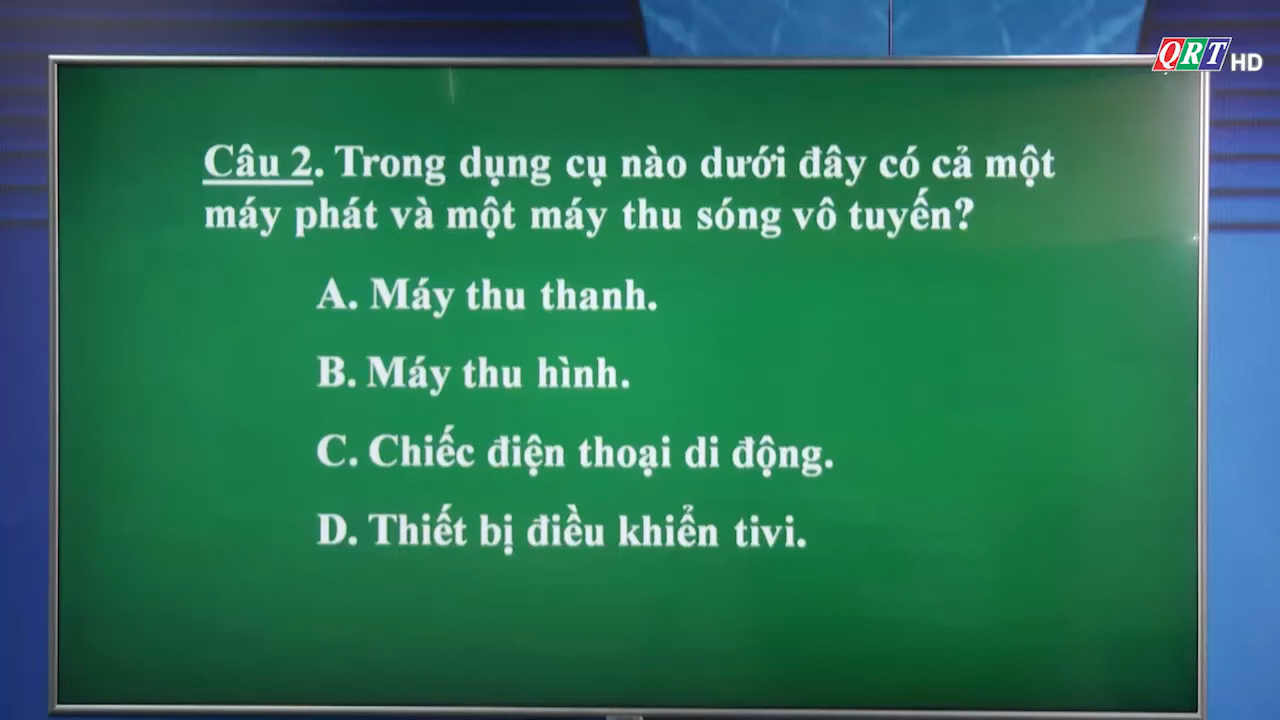 QRT HD
Câu 2. Trong dụng cụ nào dưới đây có cả một
máy phát và một máy thu sóng vô tuyến?
A. Máy thu thanh.
B. Máy thu hình.
C. Chiếc điện thoại di động.
D. Thiết bị điều khiển tivi.